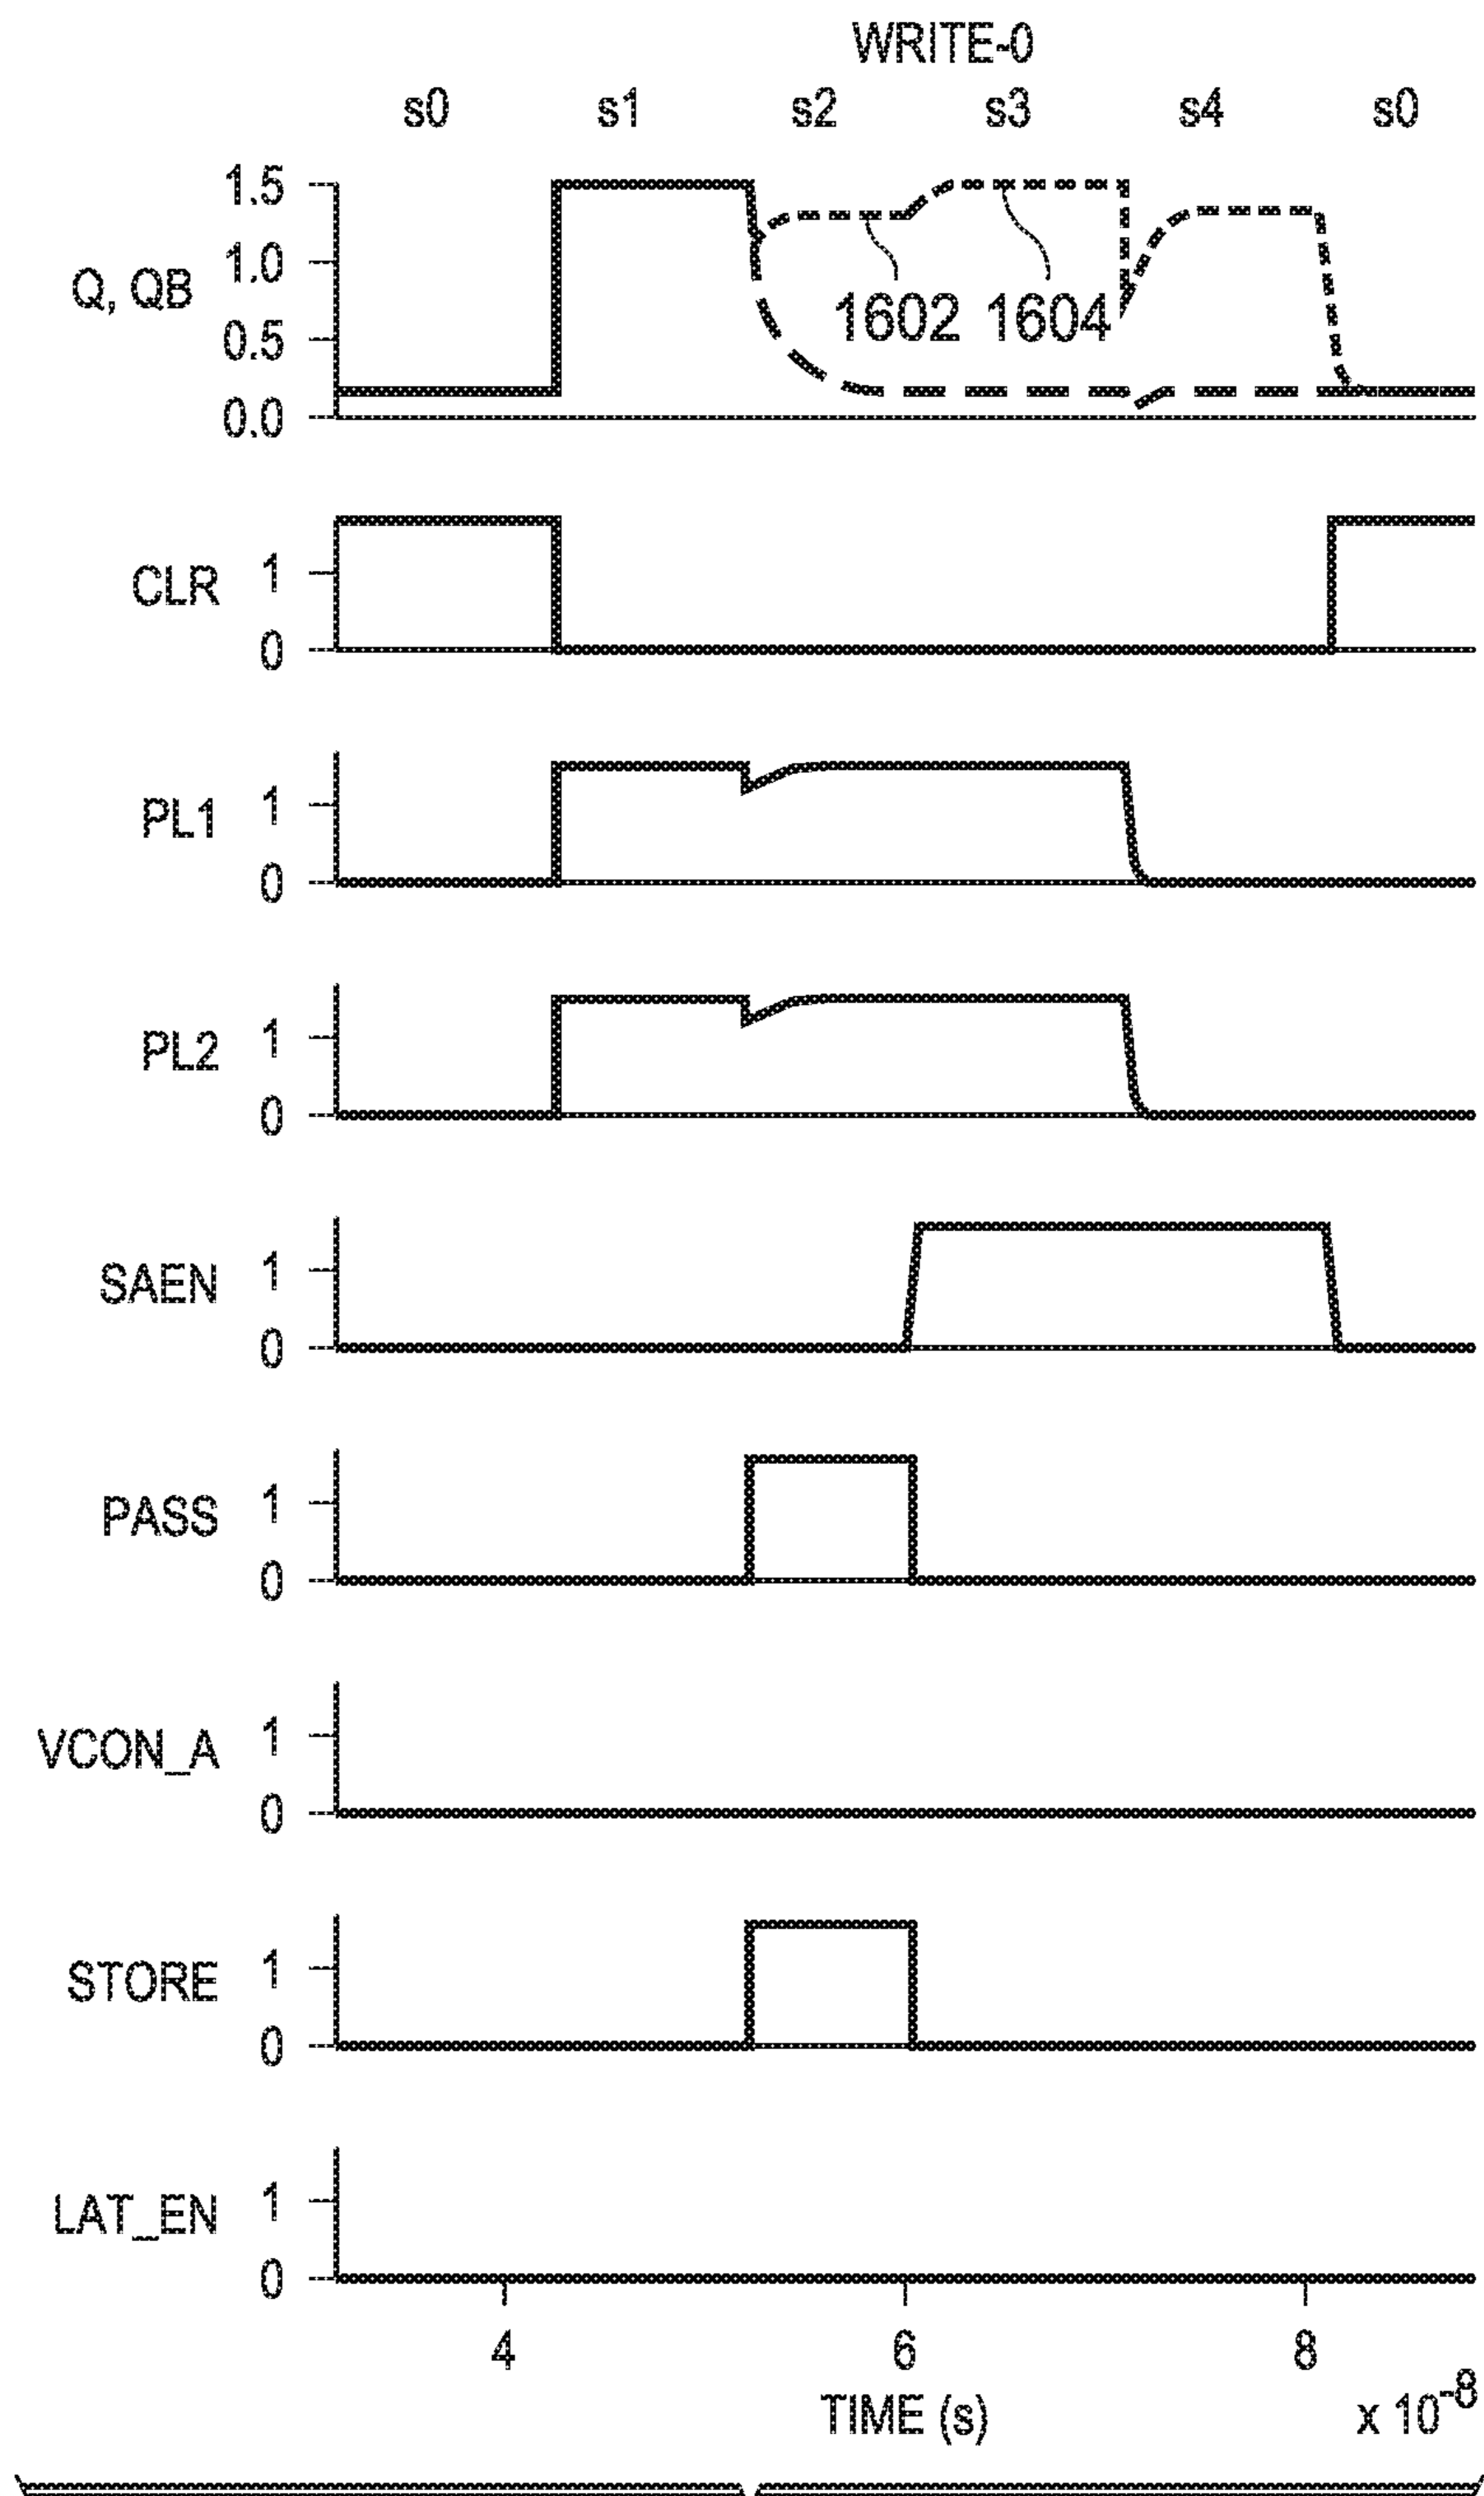 WRITE-0
s0 s1 s2 s3 s4 s0
1.5
1.0
Q, QB
0.5
0.0
1602 1604
CLR 1
0
PL1 1
0
PL2 1
0
SAEN 1
0
PASS 1
0
VCON_A 1
0
STORE 1
0
LAT_EN 1
0
4 6 8
TIME (s) x 10-8